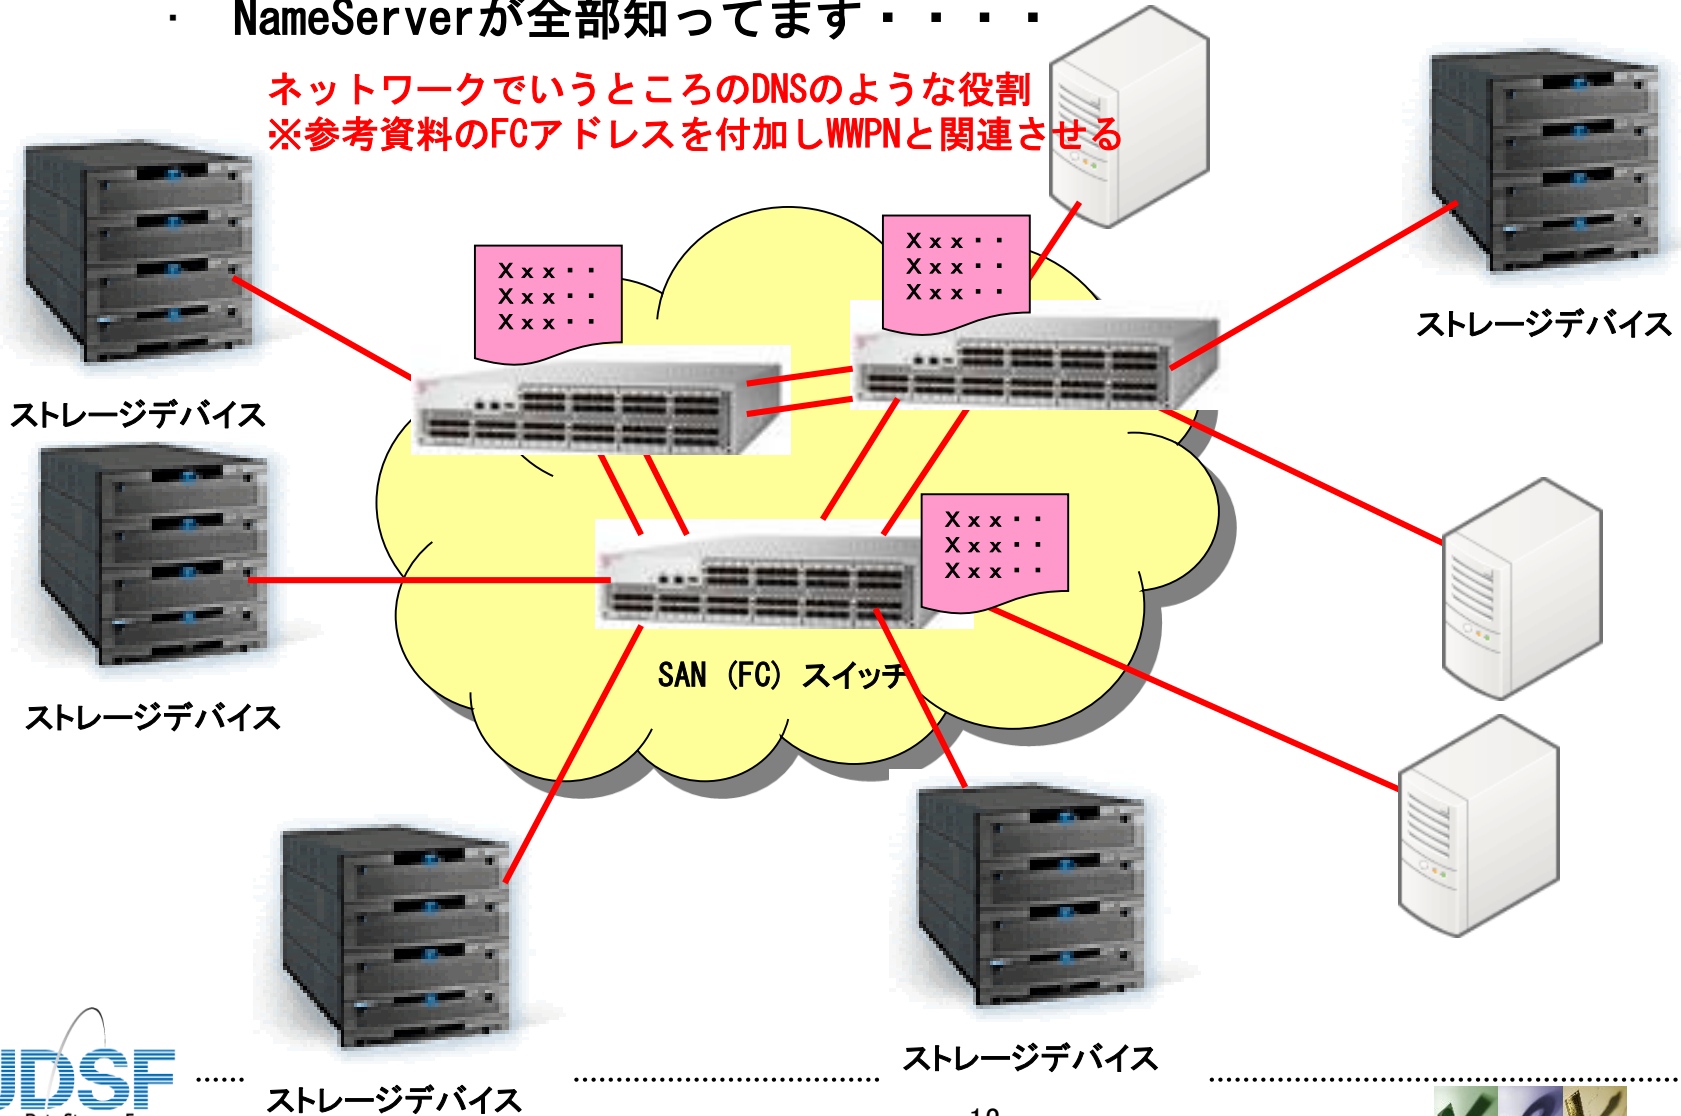 ・ NameServerが全部知ってます・・・・
ネットワークでいうところのDNSのような役割
※参考資料のFCアドレスを付加しWWPNと関連させる
Ｘｘｘ・・
Ｘｘｘ・・
Ｘｘｘ・・
Ｘｘｘ・・
Ｘｘｘ・・
Ｘｘｘ・・
ストレージデバイス
ストレージデバイス
Ｘｘｘ・・
Ｘｘｘ・・
Ｘｘｘ・・
SAN (FC) スイッチ
ストレージデバイス
ストレージデバイス
ストレージデバイス
JDSF